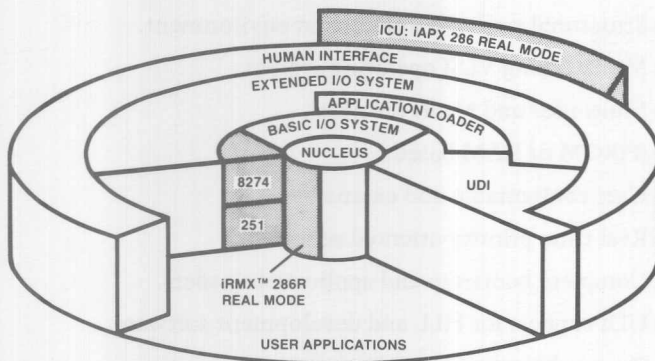 ICU: iAPX 286 REAL MODE
HUMAN INTERFACE
EXTENDED I/O SYSTEM
APPLICATION LOADER
BASIC I/O SYSTEM
NUCLEUS
8274
UDI
251
iRMX™ 286R
REAL MODE
USER APPLICATIONS